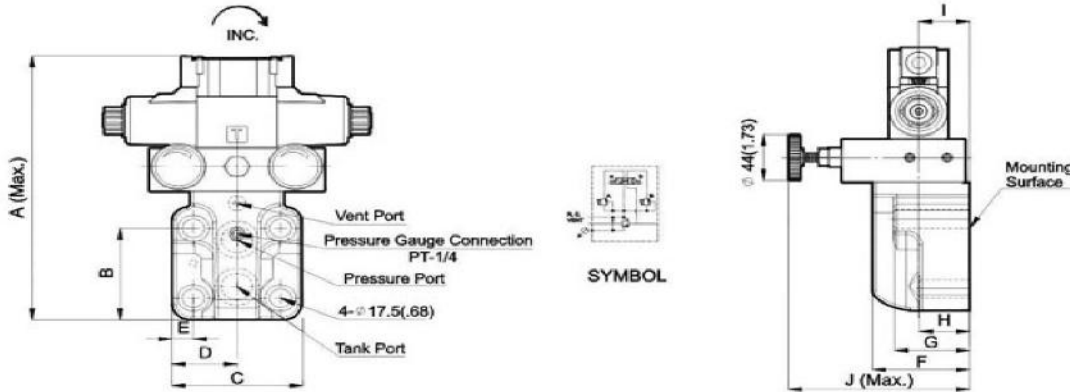 INC.
I
A (Max.)
T
Ø 44(1.73)
Mounting
Surface
Vent Port
VENT
Pressure Gauge Connection
PT-1/4
B
Pressure Port
SYMBOL
4-Ø 17.5(.68)
E
H
D
Tank Port
G
C
F
J (Max.)